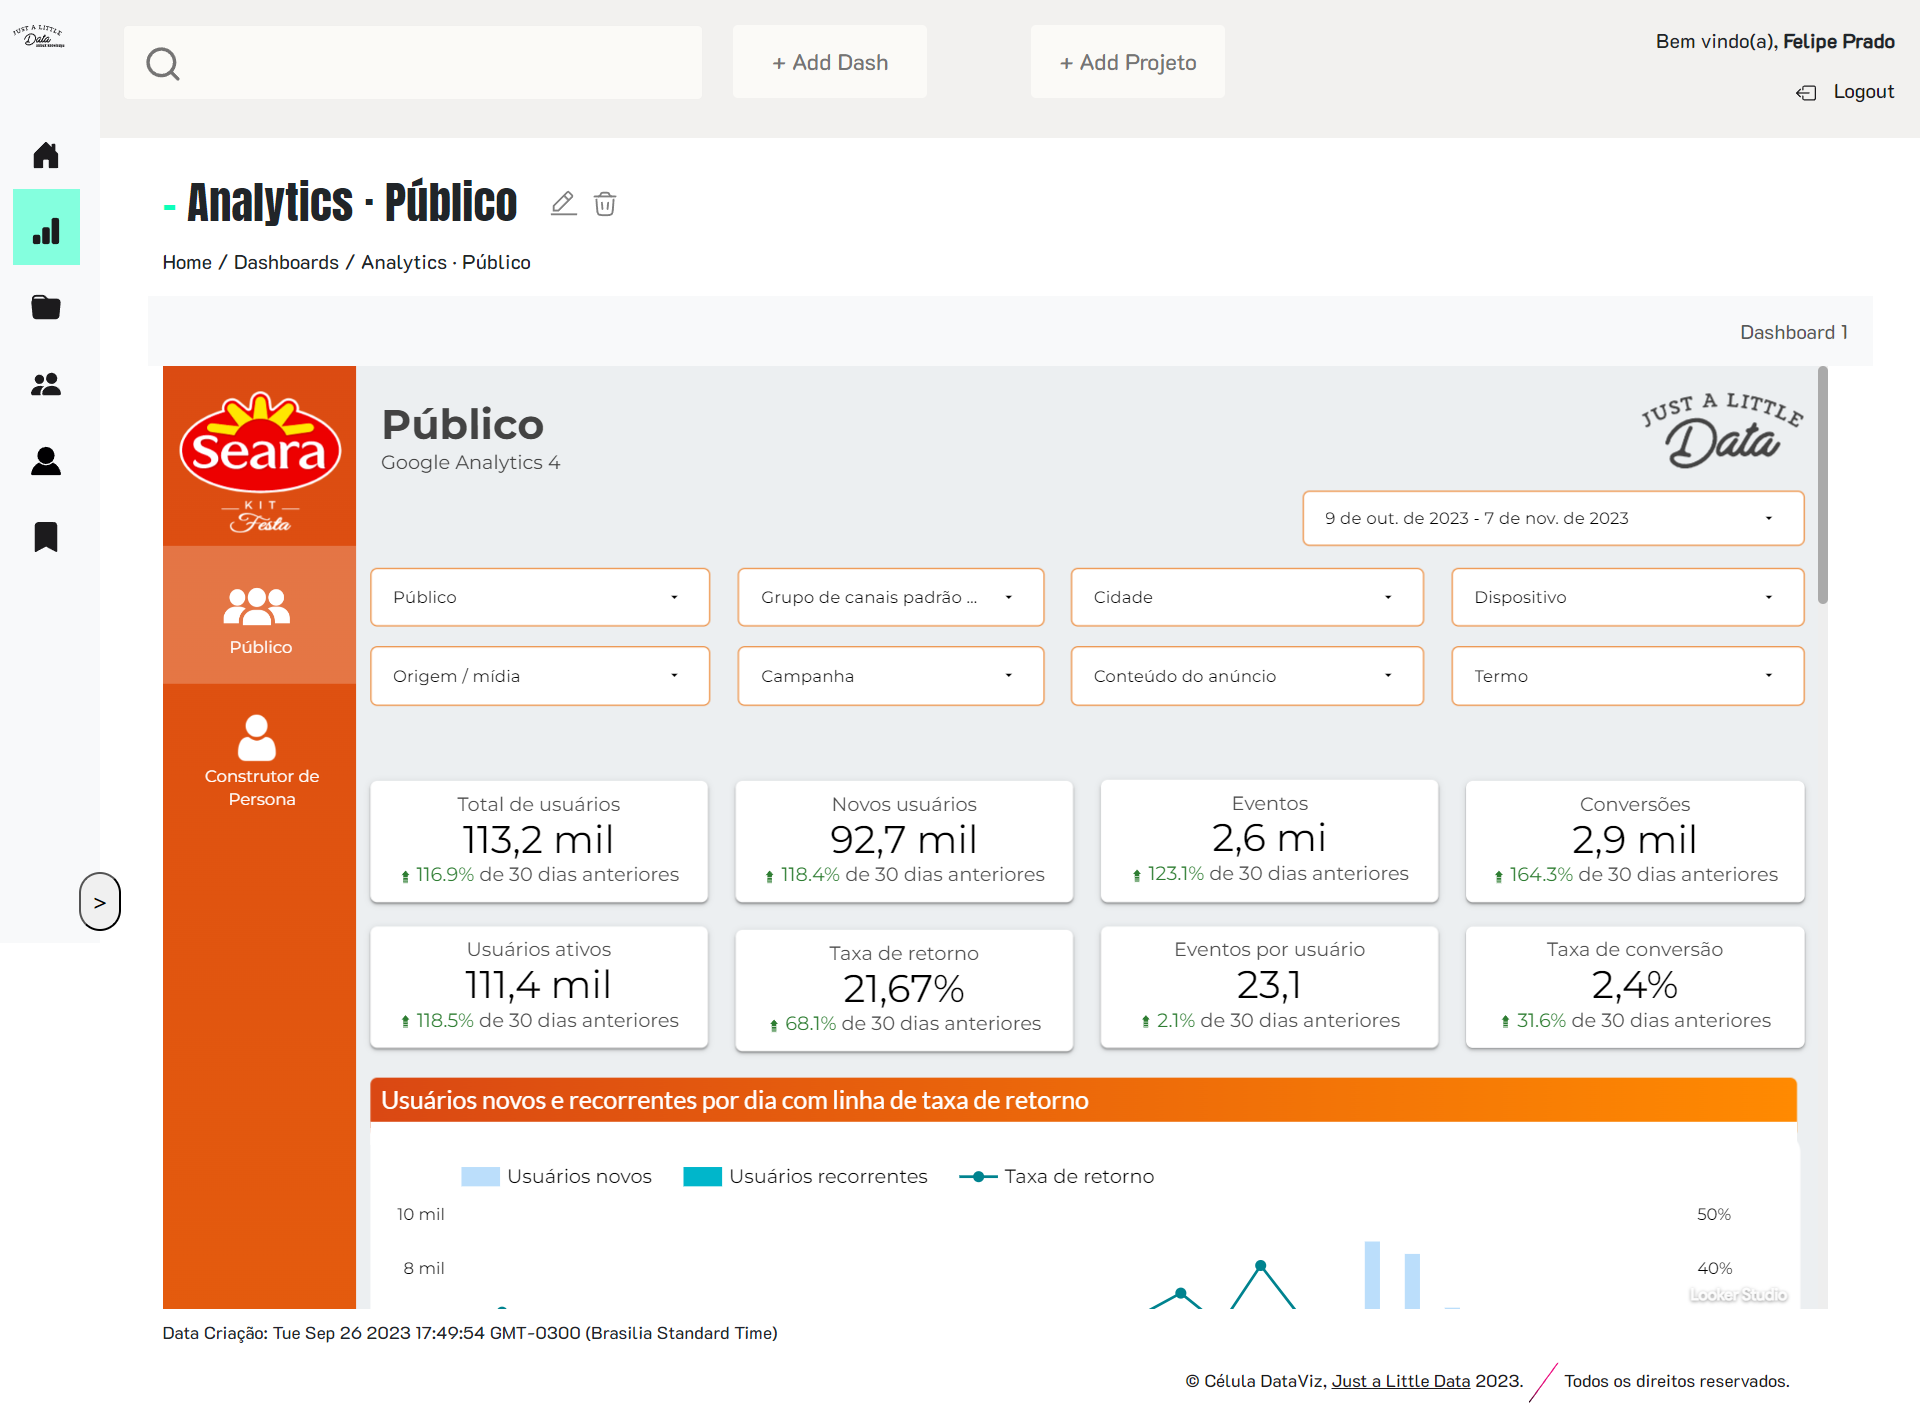 JUST A LITTLE
Data
+ Add Dash
+ Add Projeto
Bem vindo(a), Felipe Prado
Logout
- Analytics · Público
Home / Dashboards / Analytics · Público
Dashboard 1
Seara
KIT
Festa
Público
Google Analytics 4
JUST A LITTLE
Data
9 de out. de 2023 - 7 de nov. de 2023
Público
Grupo de canais padrão ...
Cidade
Dispositivo
Origem / mídia
Campanha
Conteúdo do anúncio
Termo
Público
Construtor de
Persona
Total de usuários
113,2 mil
116.9% de 30 dias anteriores
Novos usuários
92,7 mil
118.4% de 30 dias anteriores
Eventos
2,6 mi
123.1% de 30 dias anteriores
Conversões
2,9 mil
164.3% de 30 dias anteriores
Usuários ativos
111,4 mil
118.5% de 30 dias anteriores
Taxa de retorno
21,67%
68.1% de 30 dias anteriores
Eventos por usuário
23,1
2.1% de 30 dias anteriores
Taxa de conversão
2,4%
31.6% de 30 dias anteriores
>
Usuários novos e recorrentes por dia com linha de taxa de retorno
Usuários novos
Usuários recorrentes
Taxa de retorno
10 mil
50%
8 mil
40%
Looker Studio
Data Criação: Tue Sep 26 2023 17:49:54 GMT-0300 (Brasilia Standard Time)
© Célula DataViz, Just a Little Data 2023.
Todos os direitos reservados.